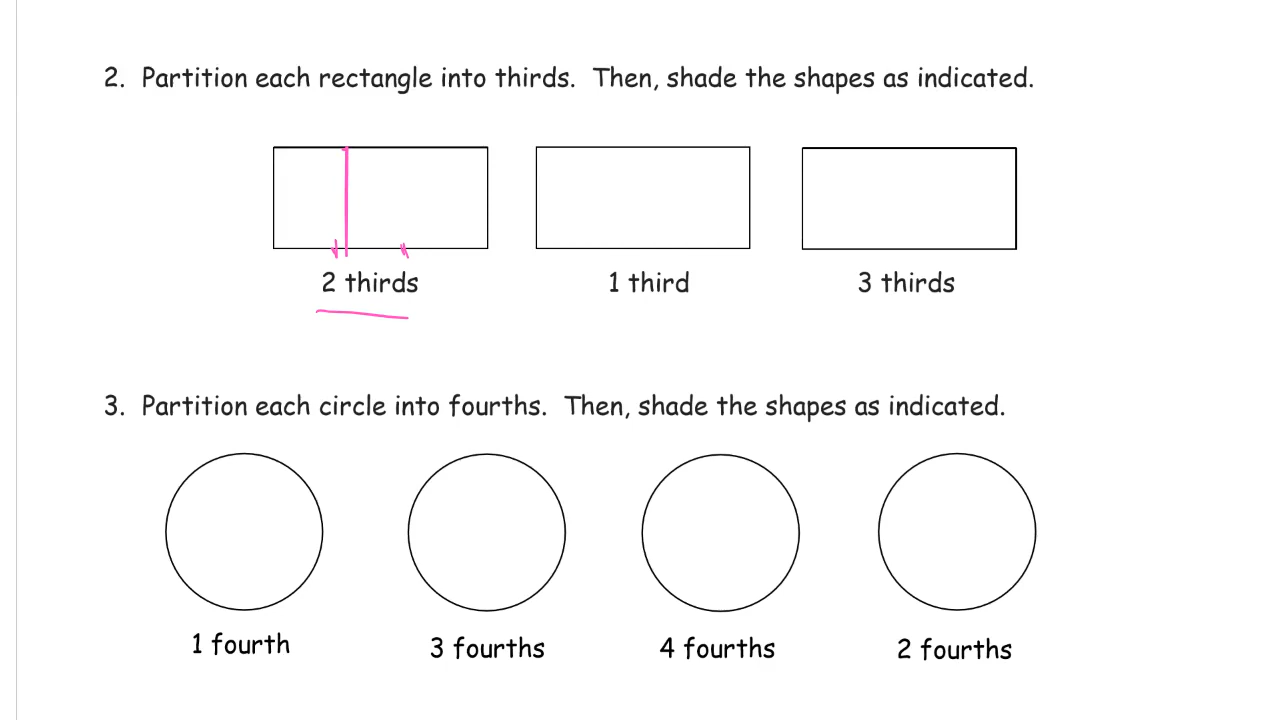 2. Partition each rectangle into thirds. Then, shade the shapes as indicated.
2 thirds
1 third
3 thirds
3. Partition each circle into fourths. Then, shade the shapes as indicated.
1 fourth
3 fourths
4 fourths
2 fourths